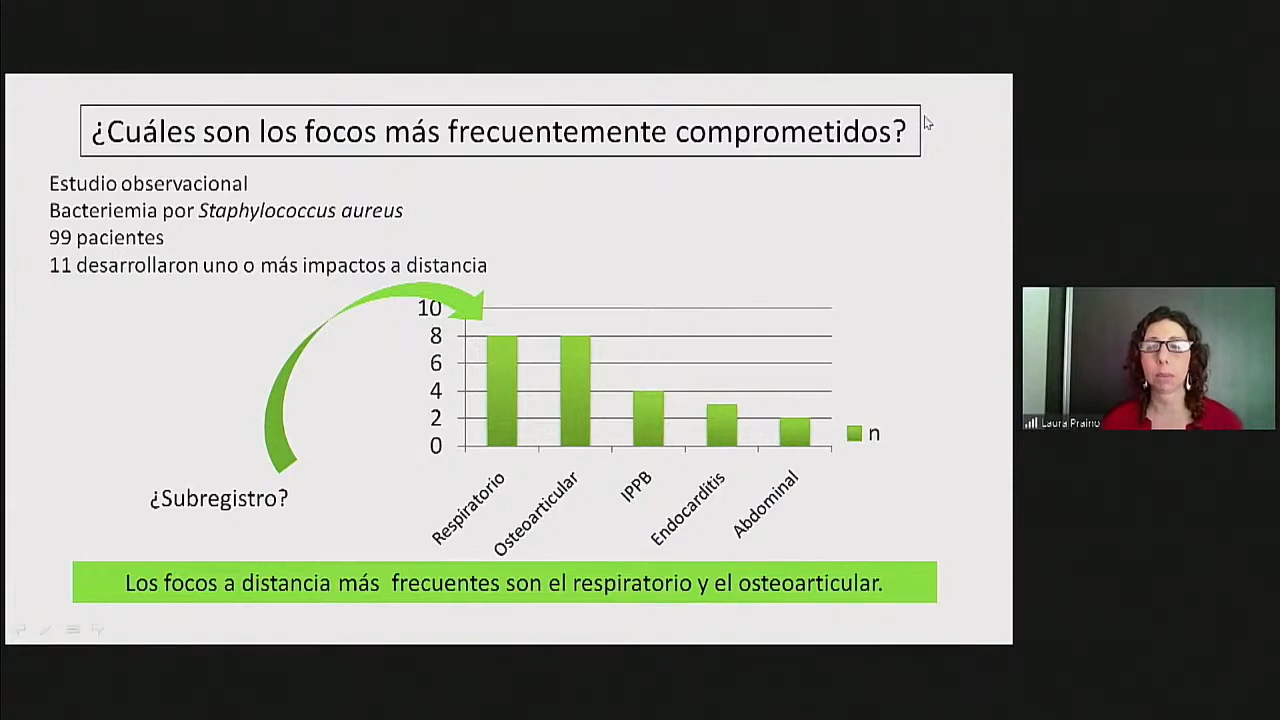 ¿Cuáles son los focos más frecuentemente comprometidos?
Estudio observacional
Bacteriemia por Staphylococcus aureus
99 pacientes
11 desarrollaron uno o más impactos a distancia
10
8
6
4
2
0
n
Respiratorio
Osteoarticular
IPPB
Endocarditis
Abdominal
¿Subregistro?
Los focos a distancia más frecuentes son el respiratorio y el osteoarticular.
Laura Praino